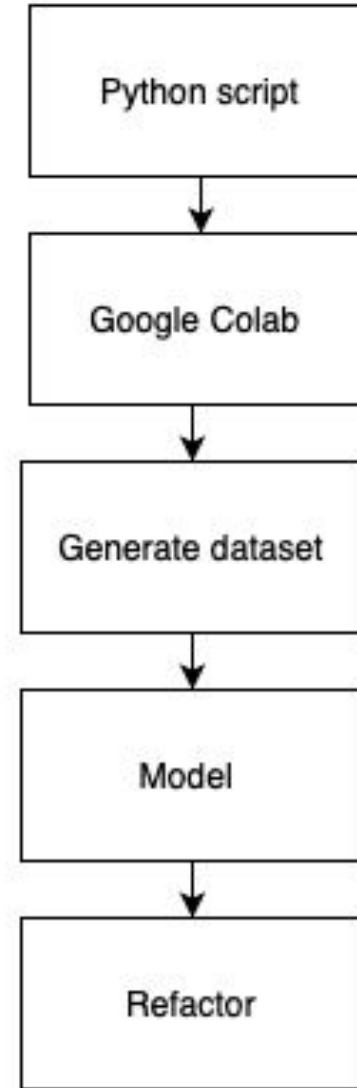 Python script
Google Colab
Generate dataset
Model
Refactor